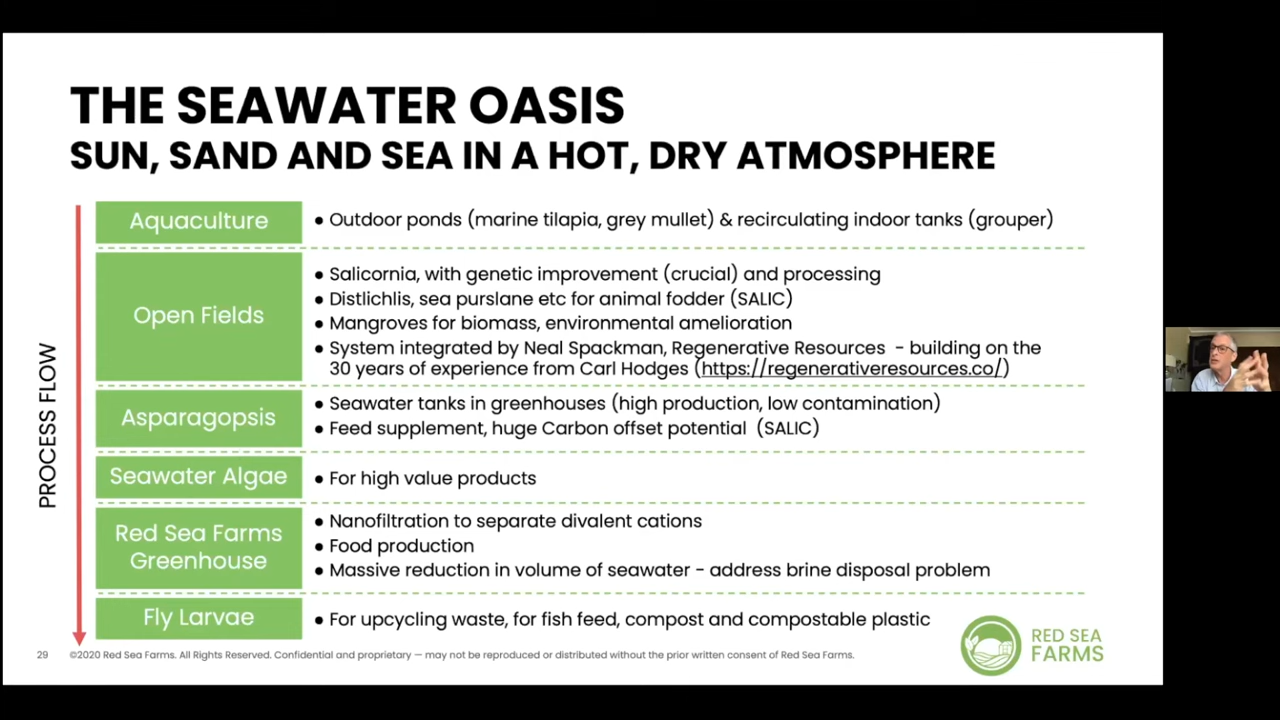 THE SEAWATER OASIS
SUN, SAND AND SEA IN A HOT, DRY ATMOSPHERE
PROCESS FLOW
Aquaculture
● Outdoor ponds (marine tilapia, grey mullet) & recirculating indoor tanks (grouper)
Open Fields
● Salicornia, with genetic improvement (crucial) and processing
● Distlichlis, sea purslane etc for animal fodder (SALIC)
● Mangroves for biomass, environmental amelioration
● System integrated by Neal Spackman, Regenerative Resources - building on the
30 years of experience from Carl Hodges (https://regenerativeresources.co/)
Asparagopsis
● Seawater tanks in greenhouses (high production, low contamination)
● Feed supplement, huge Carbon offset potential (SALIC)
Seawater Algae
● For high value products
Red Sea Farms
Greenhouse
● Nanofiltration to separate divalent cations
● Food production
● Massive reduction in volume of seawater - address brine disposal problem
Fly Larvae
● For upcycling waste, for fish feed, compost and compostable plastic
29 ©2020 Red Sea Farms. All Rights Reserved. Confidential and proprietary — may not be reproduced or distributed without the prior written consent of Red Sea Farms.
RED SEA
FARMS